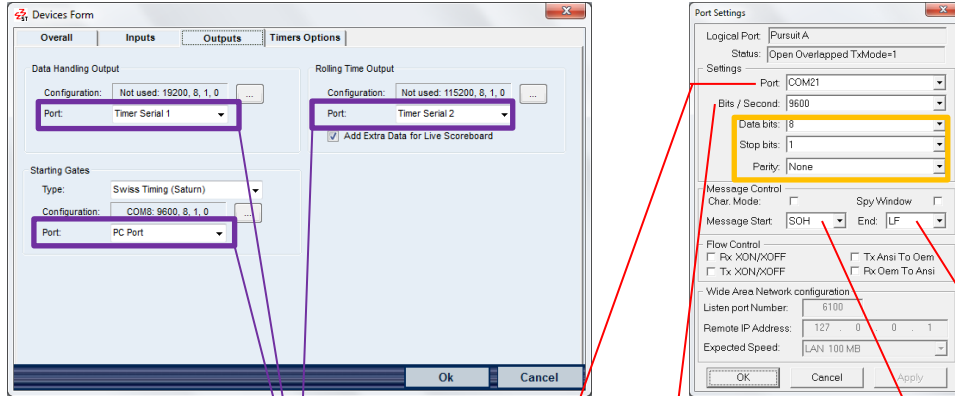 Devices Form
Overall Inputs Outputs Timers Options
Data Handling Output
Configuration: Not used: 19200, 8, 1, 0 ...
Port: Timer Serial 1
Rolling Time Output
Configuration: Not used: 115200, 8, 1, 0 ...
Port: Timer Serial 2
Add Extra Data for Live Scoreboard
Starting Gates
Type: Swiss Timing (Saturn)
Configuration: COM8: 9600, 8, 1, 0 ...
Port: PC Port
Ok Cancel
Port Settings
Logical Port Pursuit A
Status: Open Overlapped TxMode=1
Settings
Port COM21
Bits / Second: 9600
Data bits: 8
Stop bits: 1
Parity: None
Message Control
Char. Mode: Spy Window
Message Start SOH End: LF
Flow Control
Rx XON/XOFF Tx Ansi To Oem
Tx XON/XOFF Rx Oem To Ansi
Wide Area Network configuration
Listen port Number: 6100
Remote IP Address: 127 . 0 . 0 . 1
Expected Speed: LAN 100 MB
OK Cancel Apply